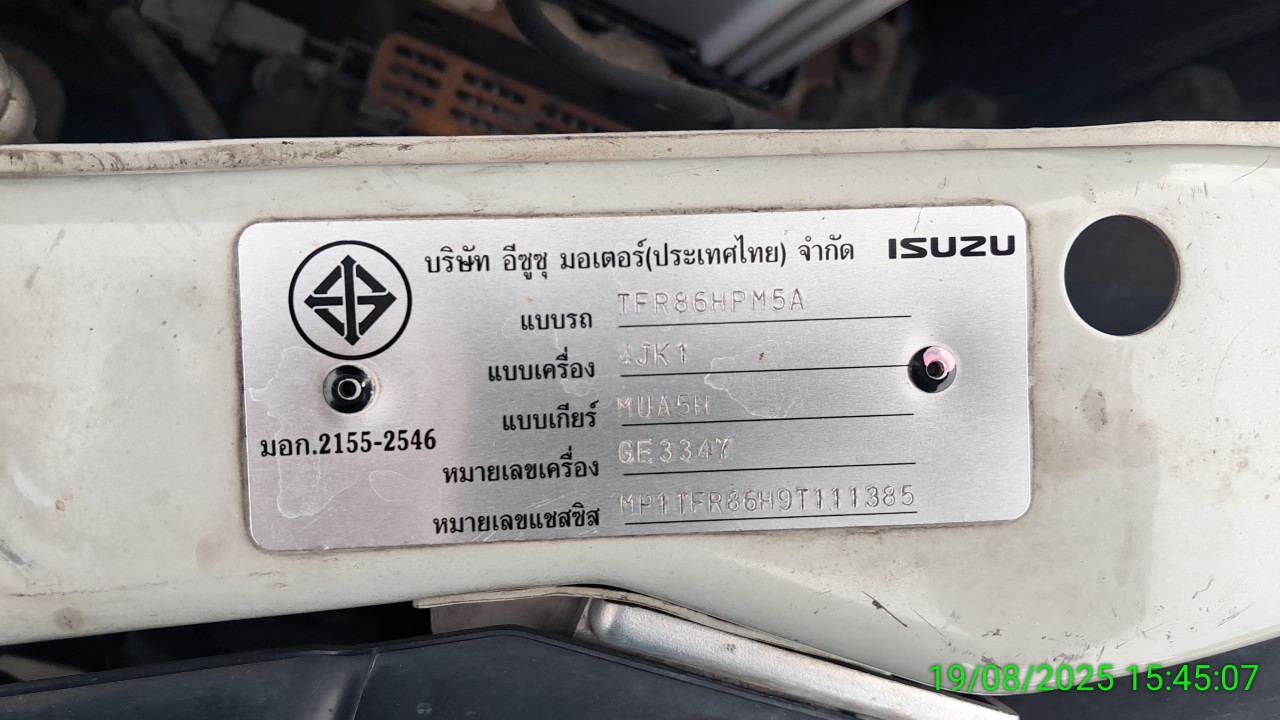 บริษัท อีซูซุ มอเตอร์(ประเทศไทย) จำกัด ISUZU
แบบรถ TFR86HPM5A
แบบเครื่อง 4JK1
แบบเกียร์ MUA5H
มอก.2155-2546
หมายเลขเครื่อง GE3347
หมายเลขแชสซิส MP1TFR86H9T111385
19/08/2025 15:45:07